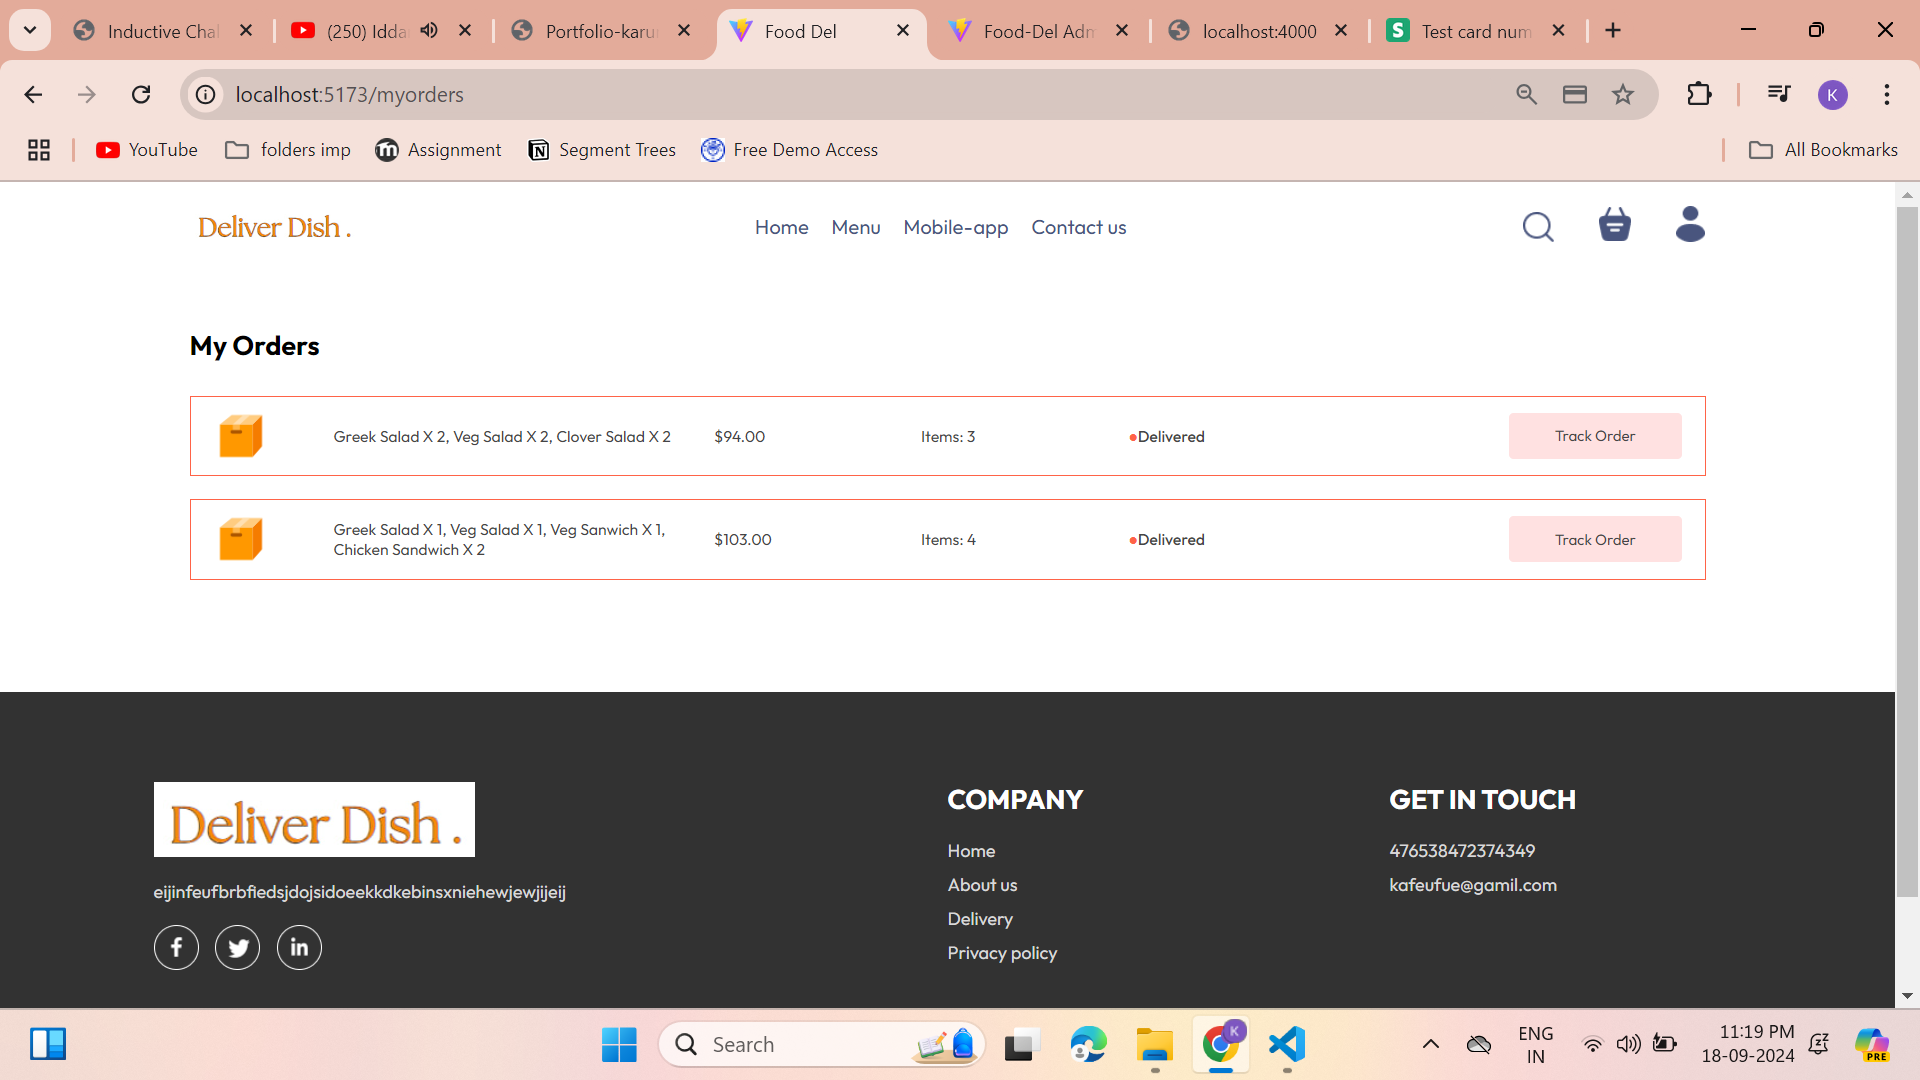 Inductive Chal
(250) Idda
Portfolio-karu
Food Del
Food-Del Adm
localhost:4000
S
Test card num
localhost:5173/myorders
K
YouTube
folders imp
Assignment
Segment Trees
Free Demo Access
All Bookmarks
Deliver Dish .
Home
Menu
Mobile-app
Contact us
My Orders
Greek Salad X 2, Veg Salad X 2, Clover Salad X 2
$94.00
Items: 3
●Delivered
Track Order
Greek Salad X 1, Veg Salad X 1, Veg Sanwich X 1,
Chicken Sandwich X 2
$103.00
Items: 4
●Delivered
Track Order
Deliver Dish .
eijinfeufbrbfiedsjdojsidoeekkdkebinsxniehewjewjijeij
COMPANY
Home
About us
Delivery
Privacy policy
GET IN TOUCH
476538472374349
kafeufue@gamil.com
Search
K
ENG
IN
11:19 PM
18-09-2024
PRE